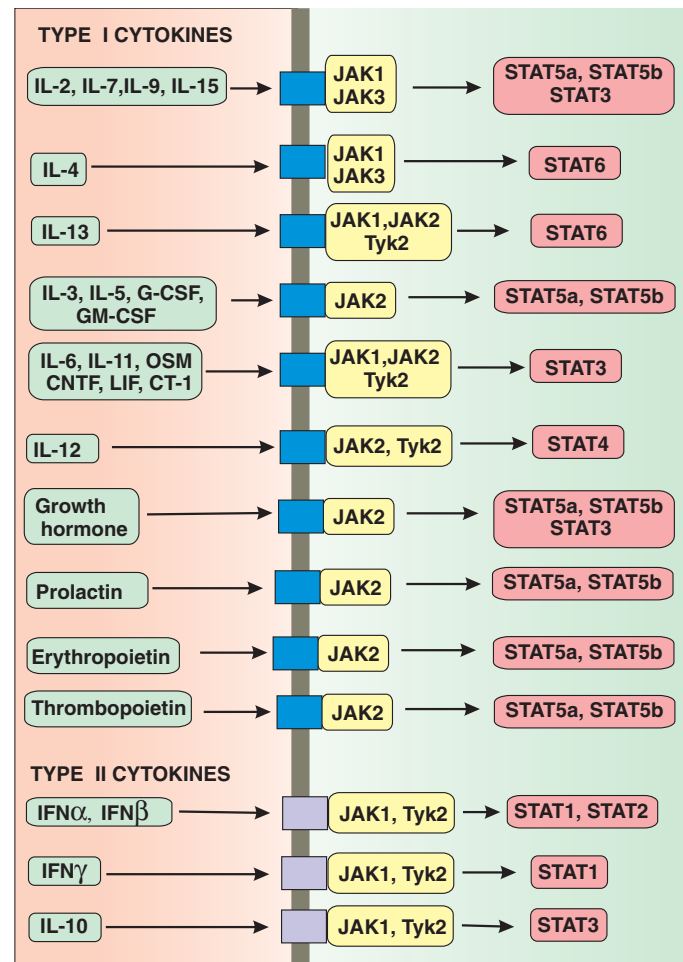 TYPE I CYTOKINES
IL-2, IL-7,IL-9, IL-15
JAK1
JAK3
STAT5a, STAT5b
STAT3
IL-4
JAK1
JAK3
STAT6
IL-13
JAK1,JAK2
Tyk2
STAT6
IL-3, IL-5, G-CSF,
GM-CSF
JAK2
STAT5a, STAT5b
IL-6, IL-11, OSM
CNTF, LIF, CT-1
JAK1,JAK2
Tyk2
STAT3
IL-12
JAK2, Tyk2
STAT4
Growth
hormone
JAK2
STAT5a, STAT5b
STAT3
Prolactin
JAK2
STAT5a, STAT5b
Erythropoietin
JAK2
STAT5a, STAT5b
Thrombopoietin
JAK2
STAT5a, STAT5b
TYPE II CYTOKINES
IFNα, IFNβ
JAK1, Tyk2
STAT1, STAT2
IFNγ
JAK1, Tyk2
STAT1
IL-10
JAK1, Tyk2
STAT3